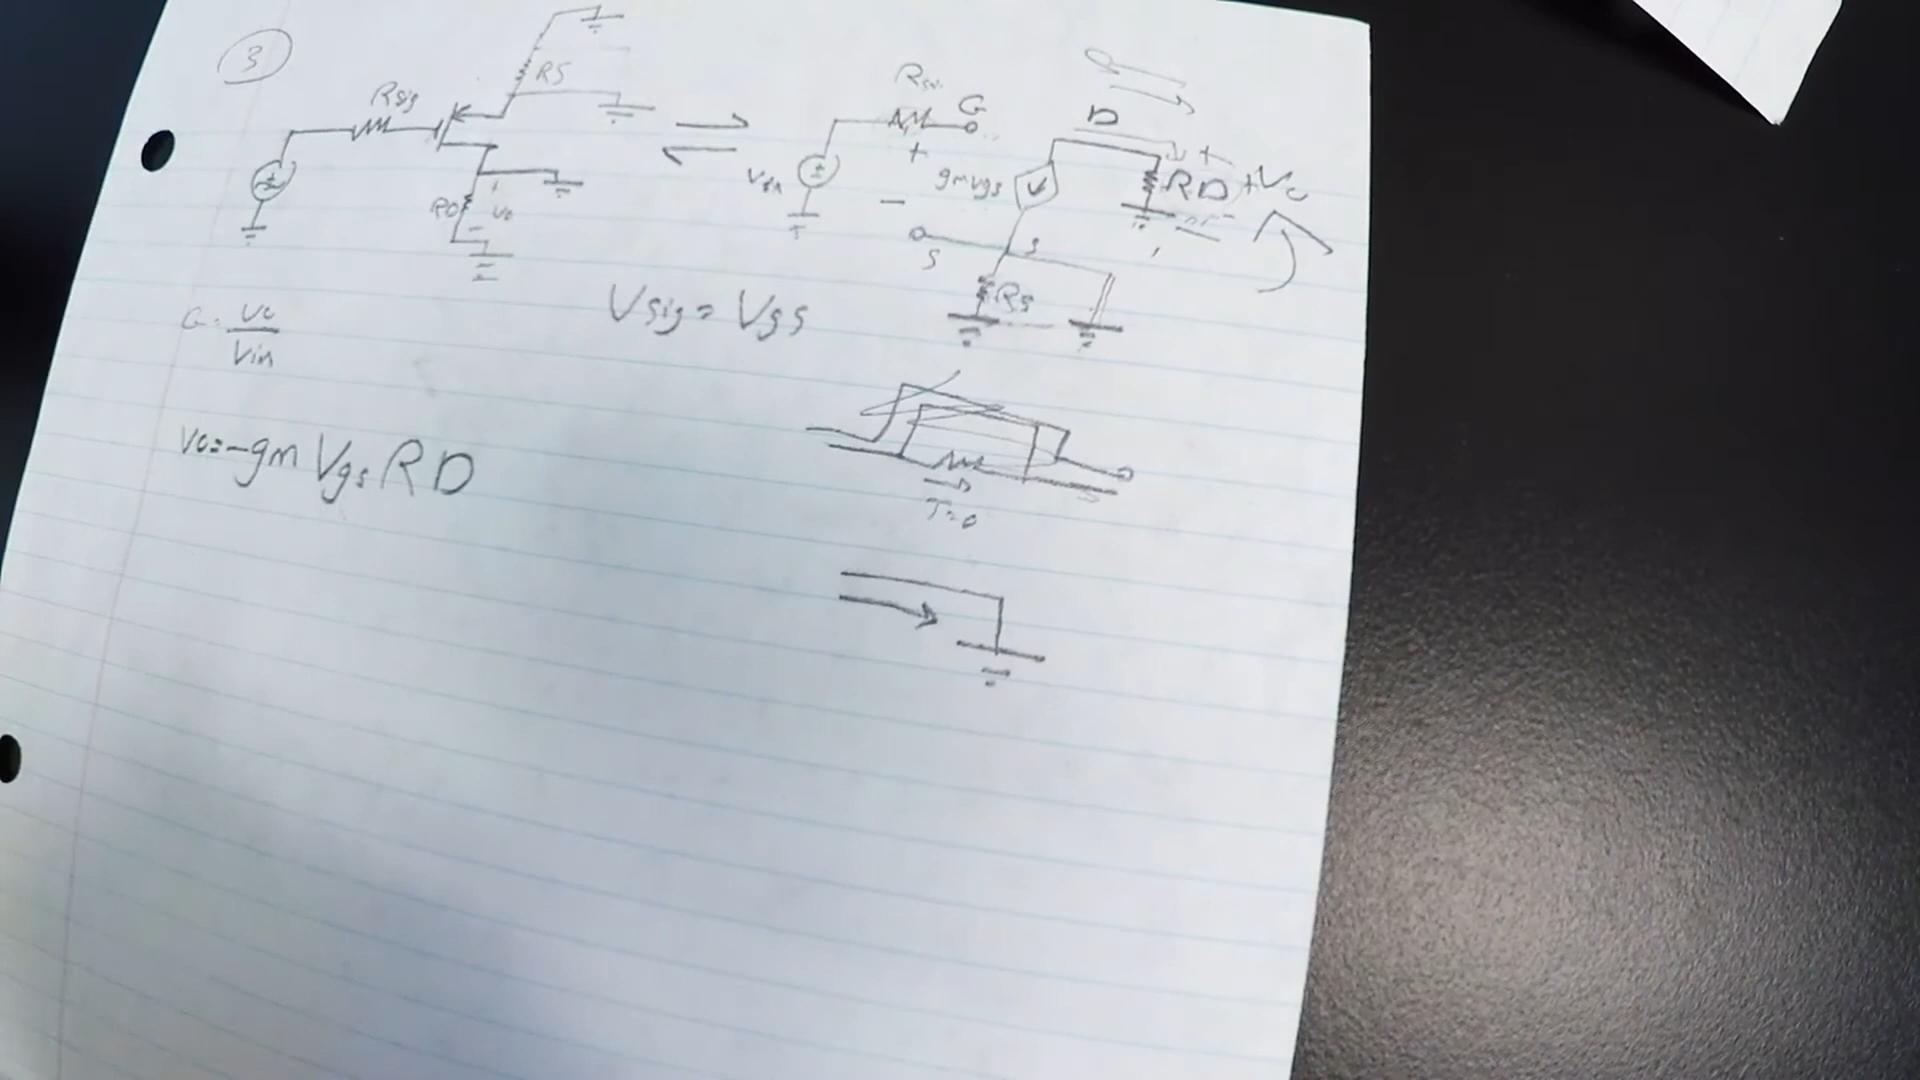 3
RS
Rsig
RD
Vo
-
Rsig
G
+
Vsig
gmvgs
-
S
S
RS
D
+
RD
+Vo
Vsig = Vgs
G = Vo / Vin
Vo = -gm Vgs RD
I=0